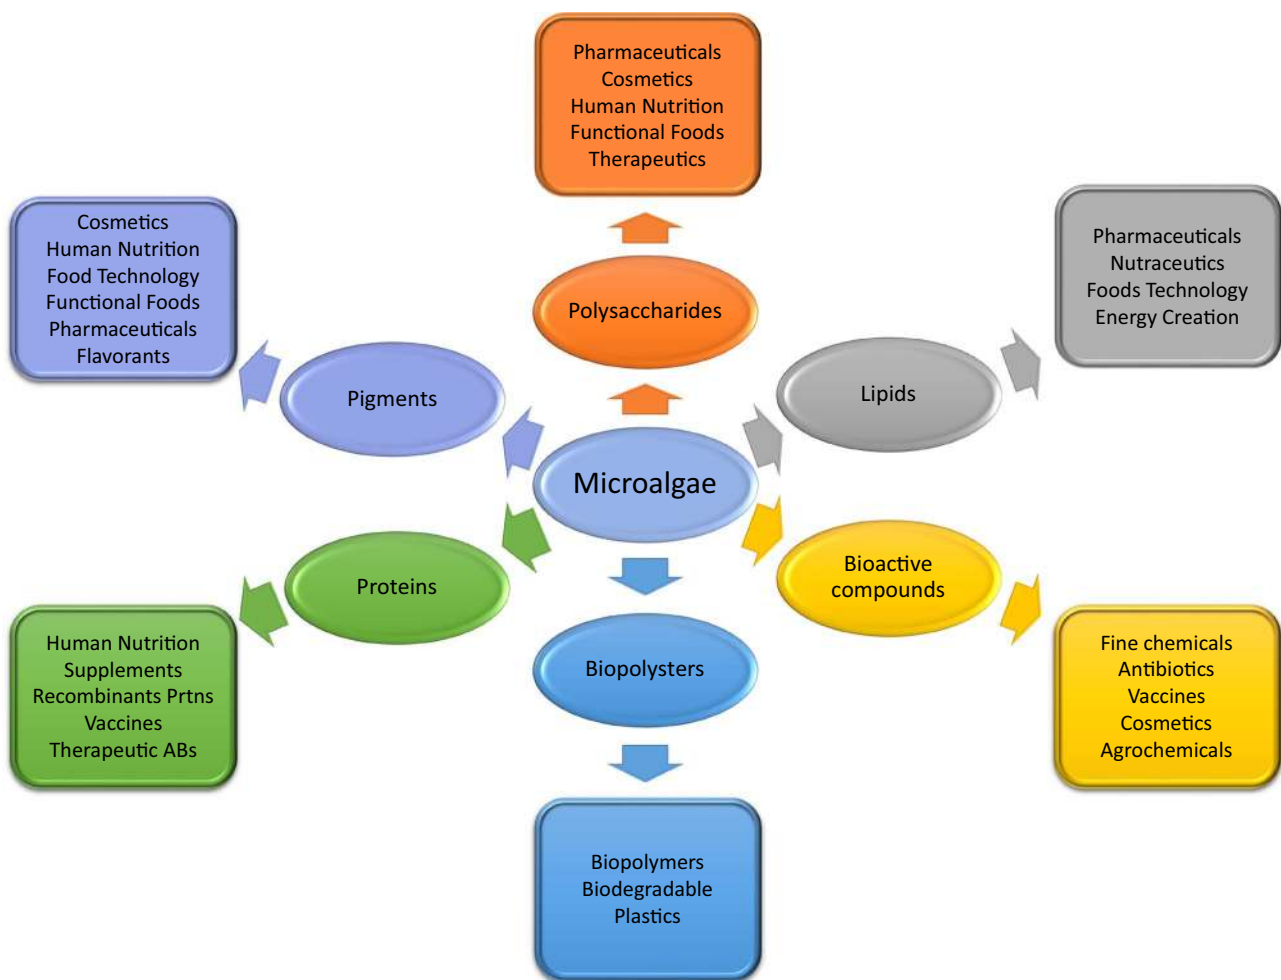 Pharmaceuticals
Cosmetics
Human Nutrition
Functional Foods
Therapeutics
Cosmetics
Human Nutrition
Food Technology
Functional Foods
Pharmaceuticals
Flavorants
Pharmaceuticals
Nutraceutics
Foods Technology
Energy Creation
Polysaccharides
Pigments
Lipids
Microalgae
Proteins
Bioactive
compounds
Biopolysters
Human Nutrition
Supplements
Recombinants Prtns
Vaccines
Therapeutic ABs
Fine chemicals
Antibiotics
Vaccines
Cosmetics
Agrochemicals
Biopolymers
Biodegradable
Plastics